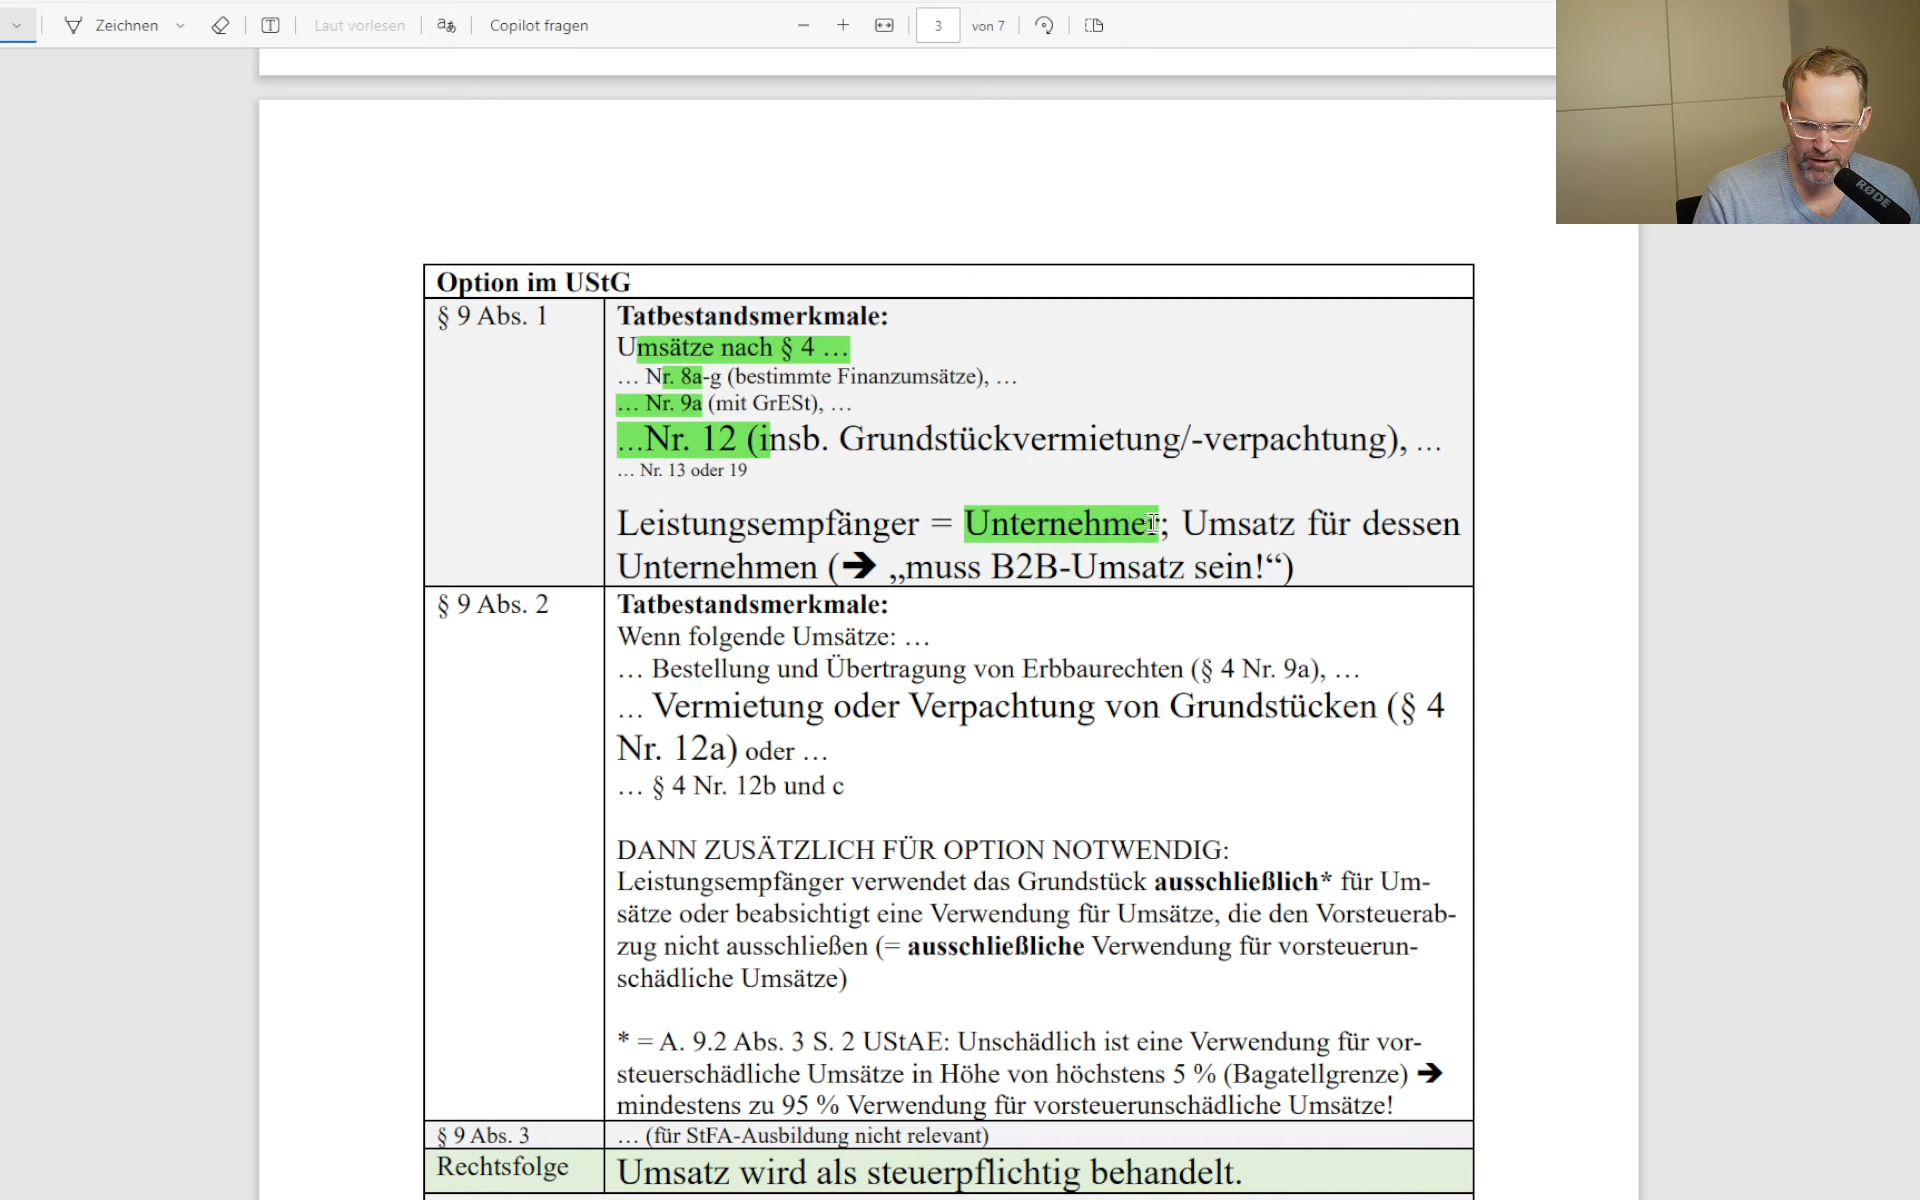 Zeichnen
Laut vorlesen
aあ
Copilot fragen
3
von 7
RØDE
Option im UStG
§ 9 Abs. 1
Tatbestandsmerkmale:
Umsätze nach § 4 …
… Nr. 8a-g (bestimmte Finanzumsätze), …
… Nr. 9a (mit GrESt), …
…Nr. 12 (insb. Grundstückvermietung/-verpachtung), …
… Nr. 13 oder 19
Leistungsempfänger = Unternehmer; Umsatz für dessen
Unternehmen (➔ „muss B2B-Umsatz sein!“)
§ 9 Abs. 2
Tatbestandsmerkmale:
Wenn folgende Umsätze: …
… Bestellung und Übertragung von Erbbaurechten (§ 4 Nr. 9a), …
… Vermietung oder Verpachtung von Grundstücken (§ 4
Nr. 12a) oder …
… § 4 Nr. 12b und c
DANN ZUSÄTZLICH FÜR OPTION NOTWENDIG:
Leistungsempfänger verwendet das Grundstück ausschließlich* für Um-
sätze oder beabsichtigt eine Verwendung für Umsätze, die den Vorsteuerab-
zug nicht ausschließen (= ausschließliche Verwendung für vorsteuerun-
schädliche Umsätze)
* = A. 9.2 Abs. 3 S. 2 UStAE: Unschädlich ist eine Verwendung für vor-
steuerschädliche Umsätze in Höhe von höchstens 5 % (Bagatellgrenze) ➔
mindestens zu 95 % Verwendung für vorsteuerunschädliche Umsätze!
§ 9 Abs. 3
… (für StFA-Ausbildung nicht relevant)
Rechtsfolge
Umsatz wird als steuerpflichtig behandelt.